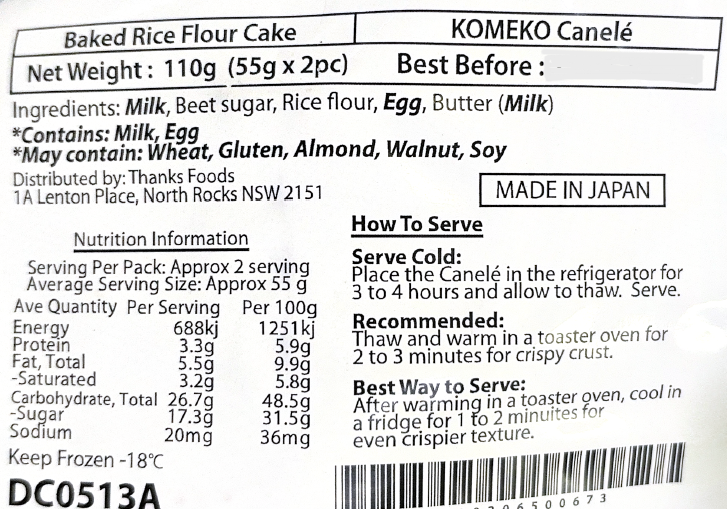 Baked Rice Flour Cake KOMEKO Canelé
Net Weight: 110g (55g x 2pc) Best Before:
Ingredients: Milk, Beet sugar, Rice flour, Egg, Butter (Milk)
*Contains: Milk, Egg
*May contain: Wheat, Gluten, Almond, Walnut, Soy
Distributed by: Thanks Foods
1A Lenton Place, North Rocks NSW 2151
MADE IN JAPAN
Nutrition Information
Serving Per Pack: Approx 2 serving
Average Serving Size: Approx 55 g
Ave Quantity Per Serving Per 100g
Energy 688kj 1251kj
Protein 3.3g 5.9g
Fat, Total 5.5g 9.9g
-Saturated 3.2g 5.8g
Carbohydrate, Total 26.7g 48.5g
-Sugar 17.3g 31.5g
Sodium 20mg 36mg
Keep Frozen -18℃
DC0513A
How To Serve
Serve Cold:
Place the Canelé in the refrigerator for
3 to 4 hours and allow to thaw. Serve.
Recommended:
Thaw and warm in a toaster oven for
2 to 3 minutes for crispy crust.
Best Way to Serve:
After warming in a toaster oven, cool in
a fridge for 1 to 2 minuites for
even crispier texture.
06500673